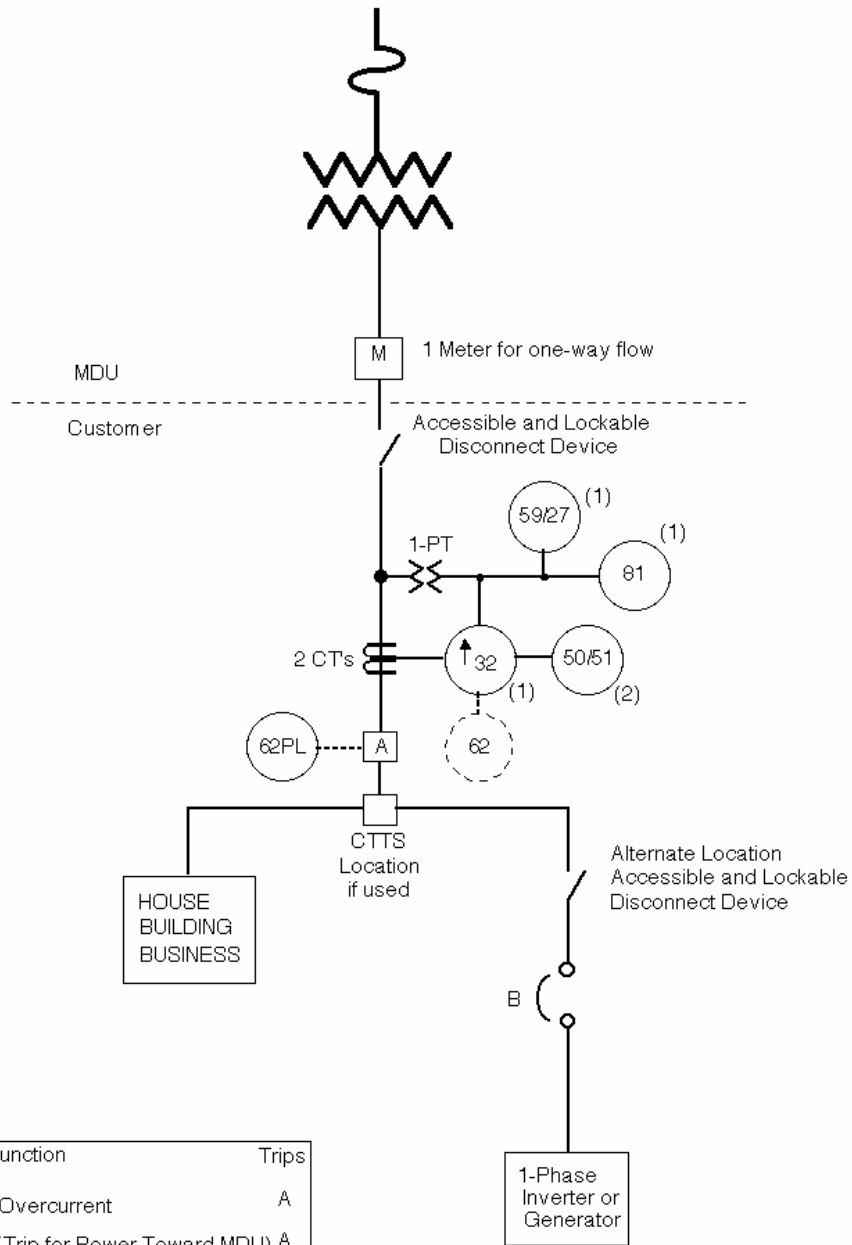 M
1 Meter for one-way flow
MDU
Customer
Accessible and Lockable
Disconnect Device
59/27
(1)
(1)
1-PT
81
2 CT's
32
50/51
(1)
(2)
62PL
A
62
CTTS
Location
if used
Alternate Location
Accessible and Lockable
Disconnect Device
HOUSE
BUILDING
BUSINESS
B
unction Trips
Overcurrent A
(Trip for Power Toward MDU) A
1-Phase
Inverter or
Generator